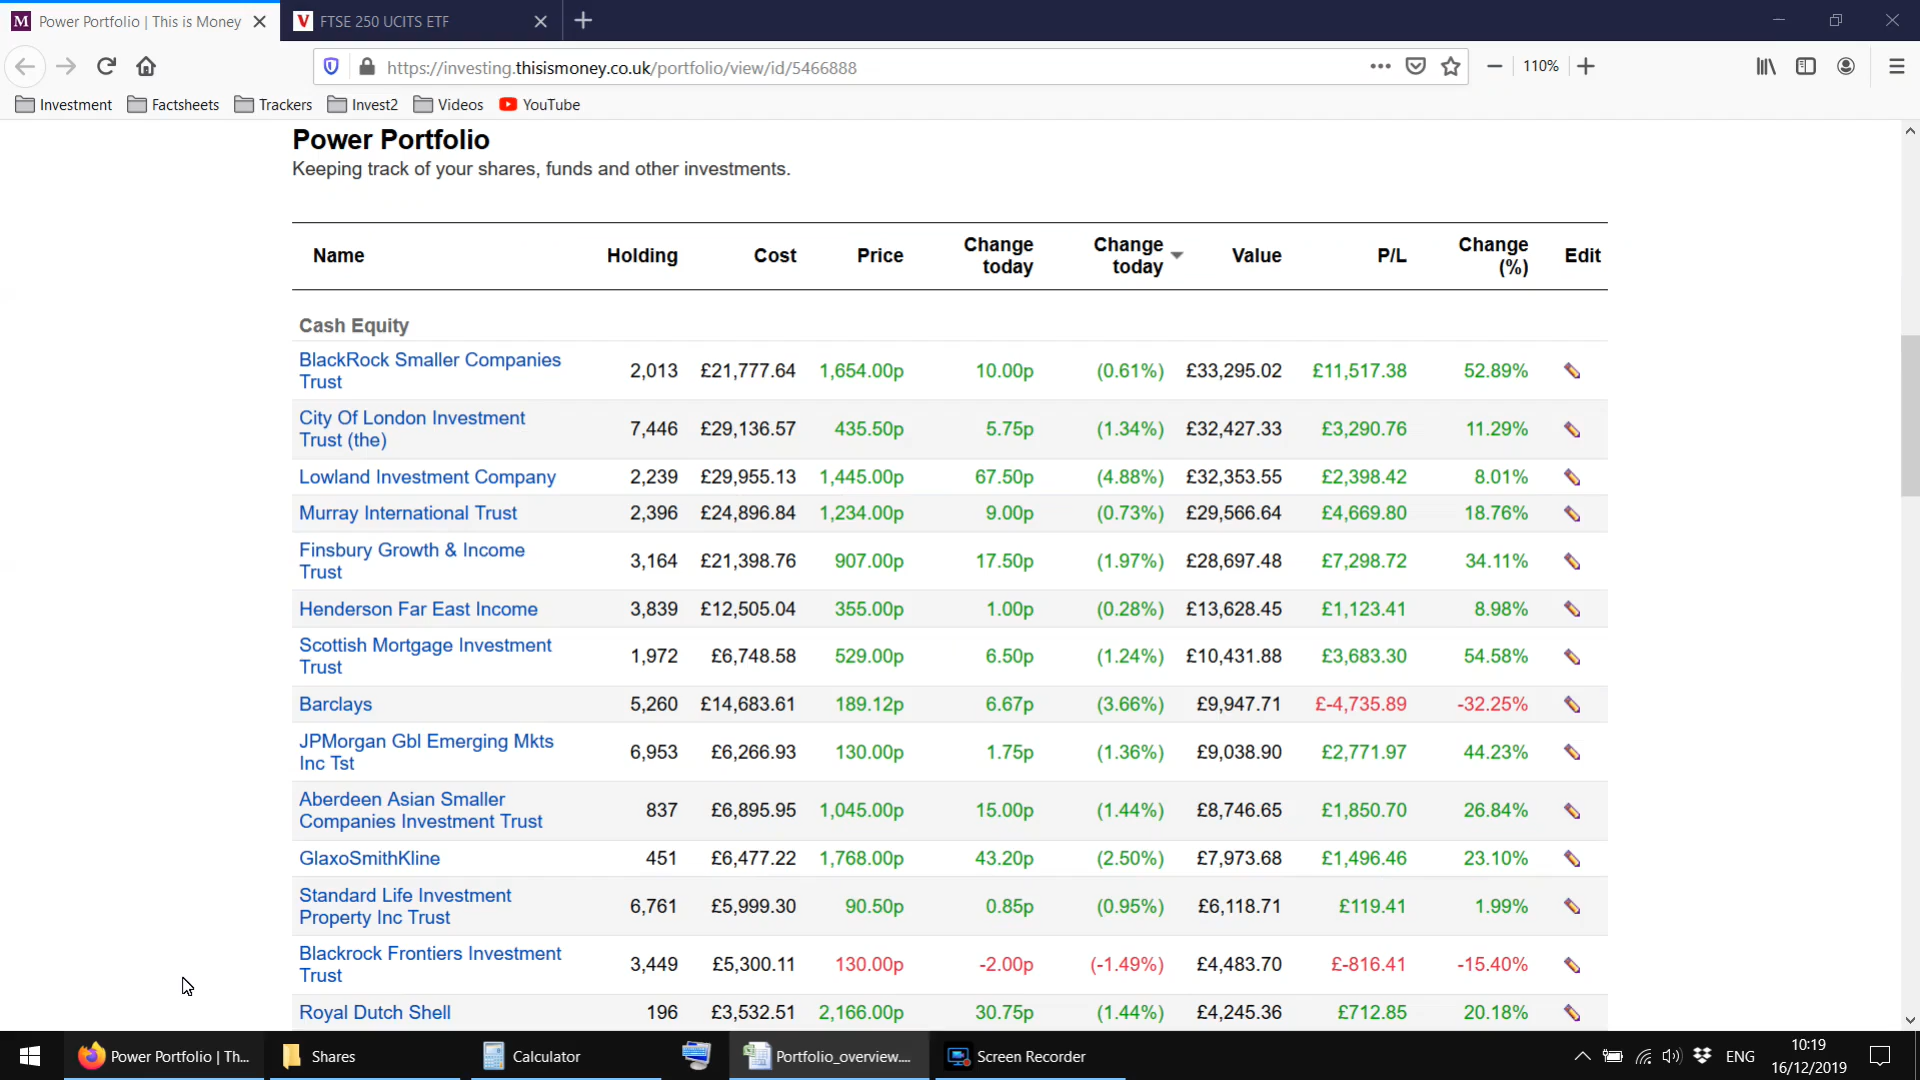 Power Portfolio | This is Money
FTSE 250 UCITS ETF
https://investing.thisismoney.co.uk/portfolio/view/id/5466888
110%
Investment Factsheets Trackers Invest2 Videos YouTube
Power Portfolio
Keeping track of your shares, funds and other investments.
Name Holding Cost Price Change today Change today Value P/L Change (%) Edit
Cash Equity
BlackRock Smaller Companies Trust 2,013 £21,777.64 1,654.00p 10.00p (0.61%) £33,295.02 £11,517.38 52.89%
City Of London Investment Trust (the) 7,446 £29,136.57 435.50p 5.75p (1.34%) £32,427.33 £3,290.76 11.29%
Lowland Investment Company 2,239 £29,955.13 1,445.00p 67.50p (4.88%) £32,353.55 £2,398.42 8.01%
Murray International Trust 2,396 £24,896.84 1,234.00p 9.00p (0.73%) £29,566.64 £4,669.80 18.76%
Finsbury Growth & Income Trust 3,164 £21,398.76 907.00p 17.50p (1.97%) £28,697.48 £7,298.72 34.11%
Henderson Far East Income 3,839 £12,505.04 355.00p 1.00p (0.28%) £13,628.45 £1,123.41 8.98%
Scottish Mortgage Investment Trust 1,972 £6,748.58 529.00p 6.50p (1.24%) £10,431.88 £3,683.30 54.58%
Barclays 5,260 £14,683.61 189.12p 6.67p (3.66%) £9,947.71 £-4,735.89 -32.25%
JPMorgan Gbl Emerging Mkts Inc Tst 6,953 £6,266.93 130.00p 1.75p (1.36%) £9,038.90 £2,771.97 44.23%
Aberdeen Asian Smaller Companies Investment Trust 837 £6,895.95 1,045.00p 15.00p (1.44%) £8,746.65 £1,850.70 26.84%
GlaxoSmithKline 451 £6,477.22 1,768.00p 43.20p (2.50%) £7,973.68 £1,496.46 23.10%
Standard Life Investment Property Inc Trust 6,761 £5,999.30 90.50p 0.85p (0.95%) £6,118.71 £119.41 1.99%
Blackrock Frontiers Investment Trust 3,449 £5,300.11 130.00p -2.00p (-1.49%) £4,483.70 £-816.41 -15.40%
Royal Dutch Shell 196 £3,532.51 2,166.00p 30.75p (1.44%) £4,245.36 £712.85 20.18%
Power Portfolio | Th... Shares Calculator Portfolio_overview.... Screen Recorder ENG 10:19
16/12/2019